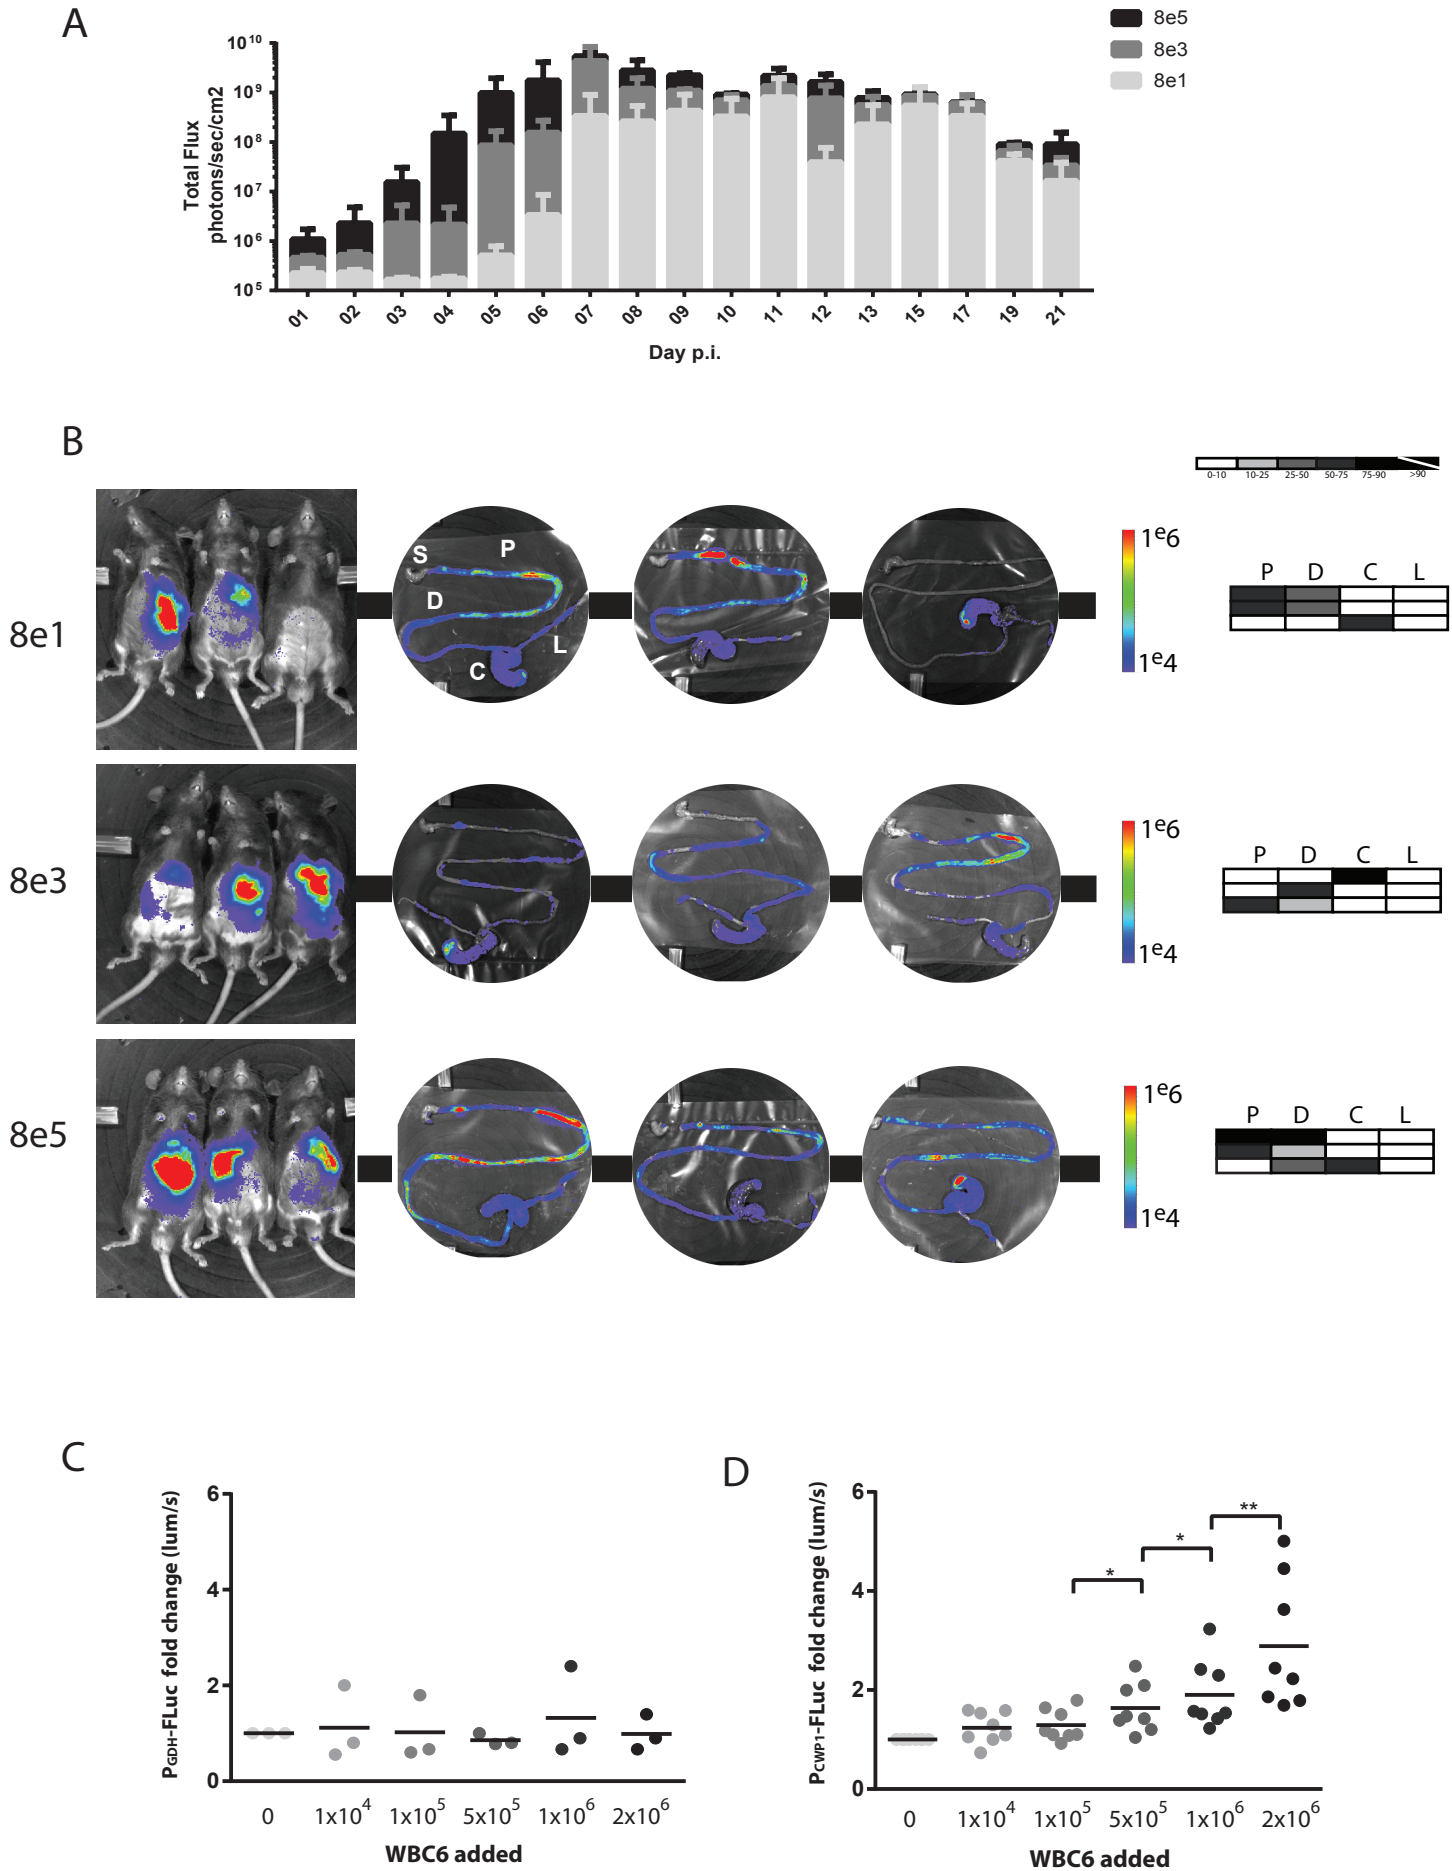 A
8e5
8e3
8e1
Total Flux
photons/sec/cm2
10^10
10^9
10^8
10^7
10^6
10^5
01 02 03 04 05 06 07 08 09 10 11 12 13 15 17 19 21
Day p.i.
B
0-10 10-25 25-50 50-75 75-90 >90
8e1
S P D L C
1e6
1e4
P D C L
8e3
1e6
1e4
P D C L
8e5
1e6
1e4
P D C L
C
PGDH-FLuc fold change (lum/s)
6
4
2
0
0 1x10^4 1x10^5 5x10^5 1x10^6 2x10^6
WBC6 added
D
PCWP1-FLuc fold change (lum/s)
6
4
2
0
* * **
0 1x10^4 1x10^5 5x10^5 1x10^6 2x10^6
WBC6 added